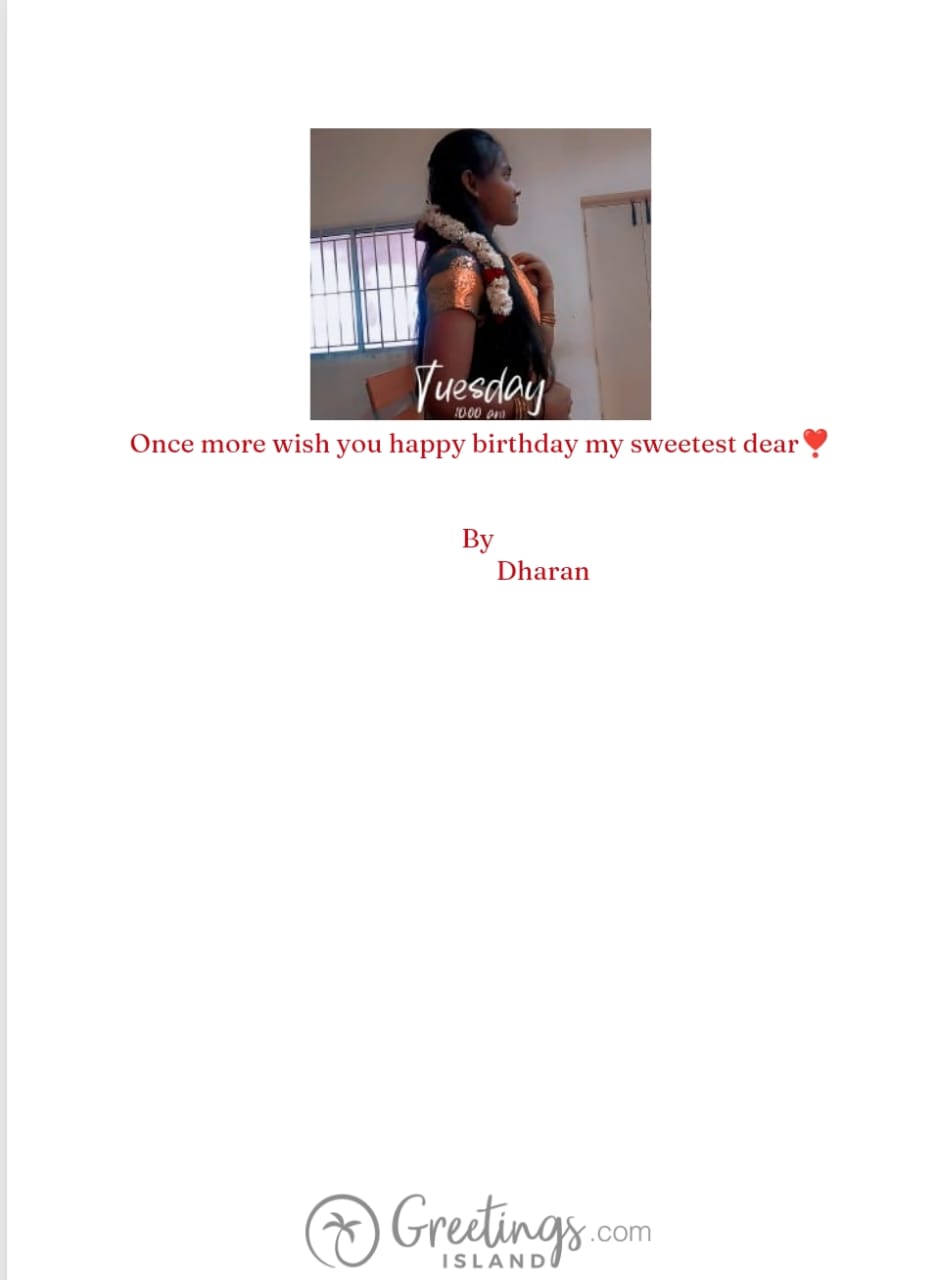 Tuesday
10:00 am
Once more wish you happy birthday my sweetest dear❣️
By
Dharan
Greetings.com
ISLAND